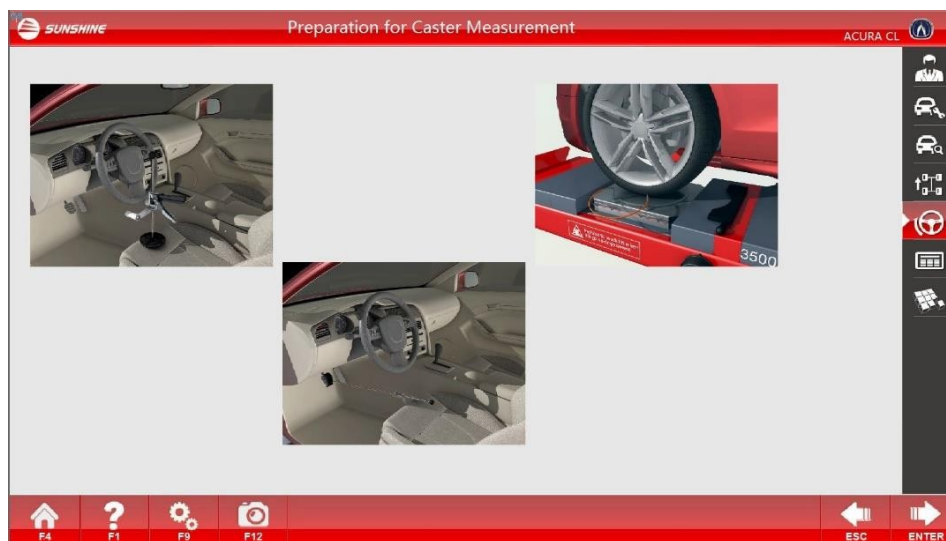 SUNSHINE
Preparation for Caster Measurement
ACURA CL
3500
F4
F1
F9
F12
ESC
ENTER